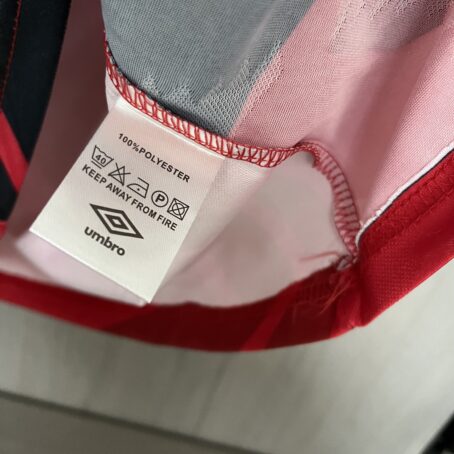 100%POLYESTER
40 P
KEEP AWAY FROM FIRE
umbro